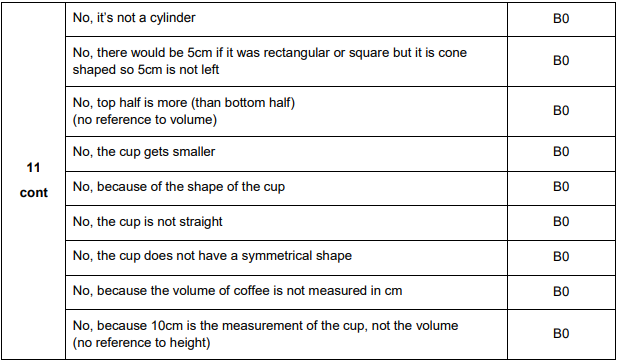 No, it's not a cylinder
B0
No, there would be 5cm if it was rectangular or square but it is cone
shaped so 5cm is not left
B0
No, top half is more (than bottom half)
(no reference to volume)
B0
11
cont
No, the cup gets smaller
B0
No, because of the shape of the cup
B0
No, the cup is not straight
B0
No, the cup does not have a symmetrical shape
B0
No, because the volume of coffee is not measured in cm
B0
No, because 10cm is the measurement of the cup, not the volume
(no reference to height)
B0